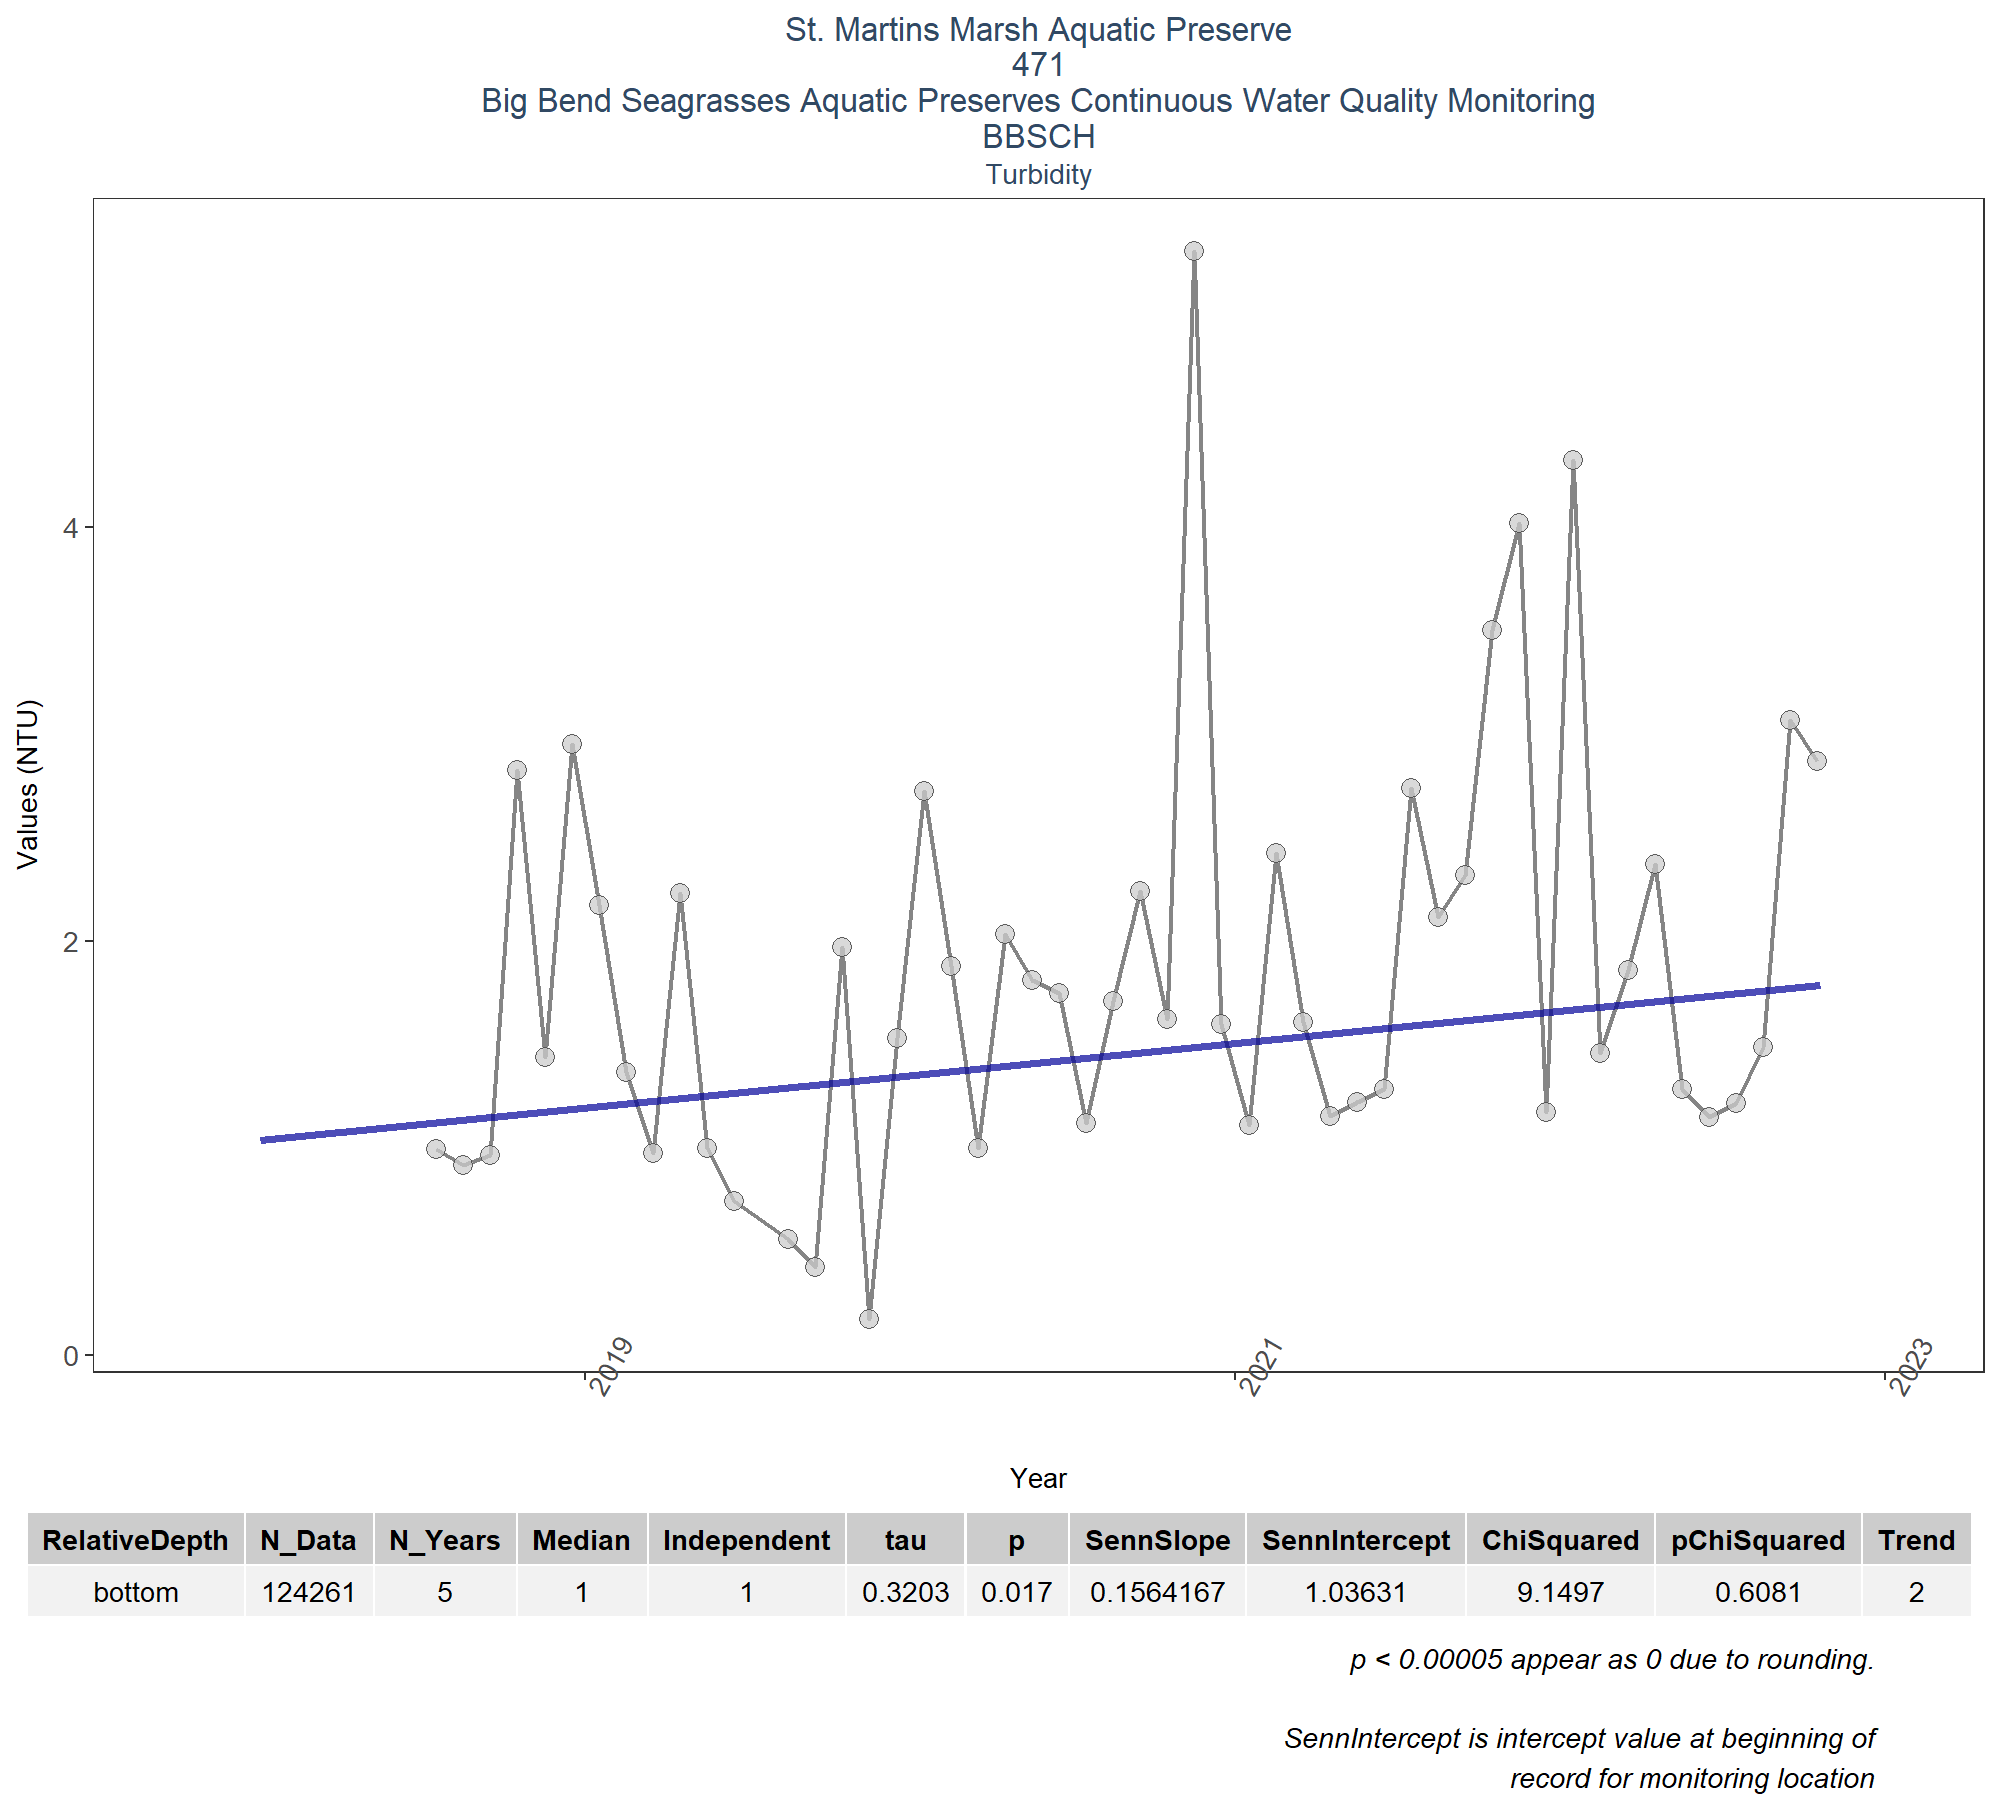 St. Martins Marsh Aquatic Preserve
471
Big Bend Seagrasses Aquatic Preserves Continuous Water Quality Monitoring
BBSCH
Turbidity
Values (NTU)
4
2
0
2019
2021
2023
Year
RelativeDepth N_Data N_Years Median Independent tau p SennSlope SennIntercept ChiSquared pChiSquared Trend
bottom 124261 5 1 1 0.3203 0.017 0.1564167 1.03631 9.1497 0.6081 2
p < 0.00005 appear as 0 due to rounding.
SennIntercept is intercept value at beginning of
record for monitoring location